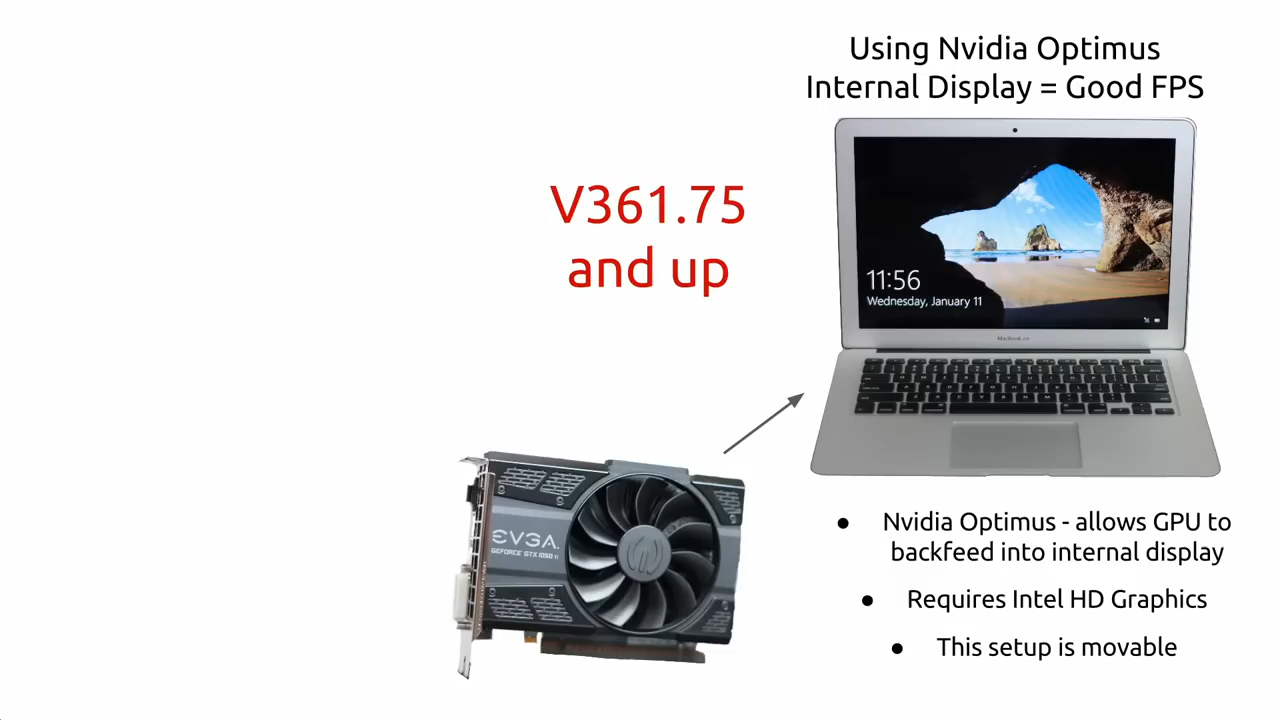 Using Nvidia Optimus
Internal Display = Good FPS
V361.75
and up
11:56
Wednesday, January 11
MacBook Air
EVGA.
GEFORCE® GTX 1050 Ti
● Nvidia Optimus - allows GPU to
backfeed into internal display
● Requires Intel HD Graphics
● This setup is movable